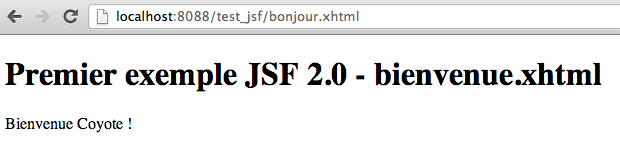 localhost:8088/test_jsf/bonjour.xhtml
Premier exemple JSF 2.0 - bienvenue.xhtml
Bienvenue Coyote !